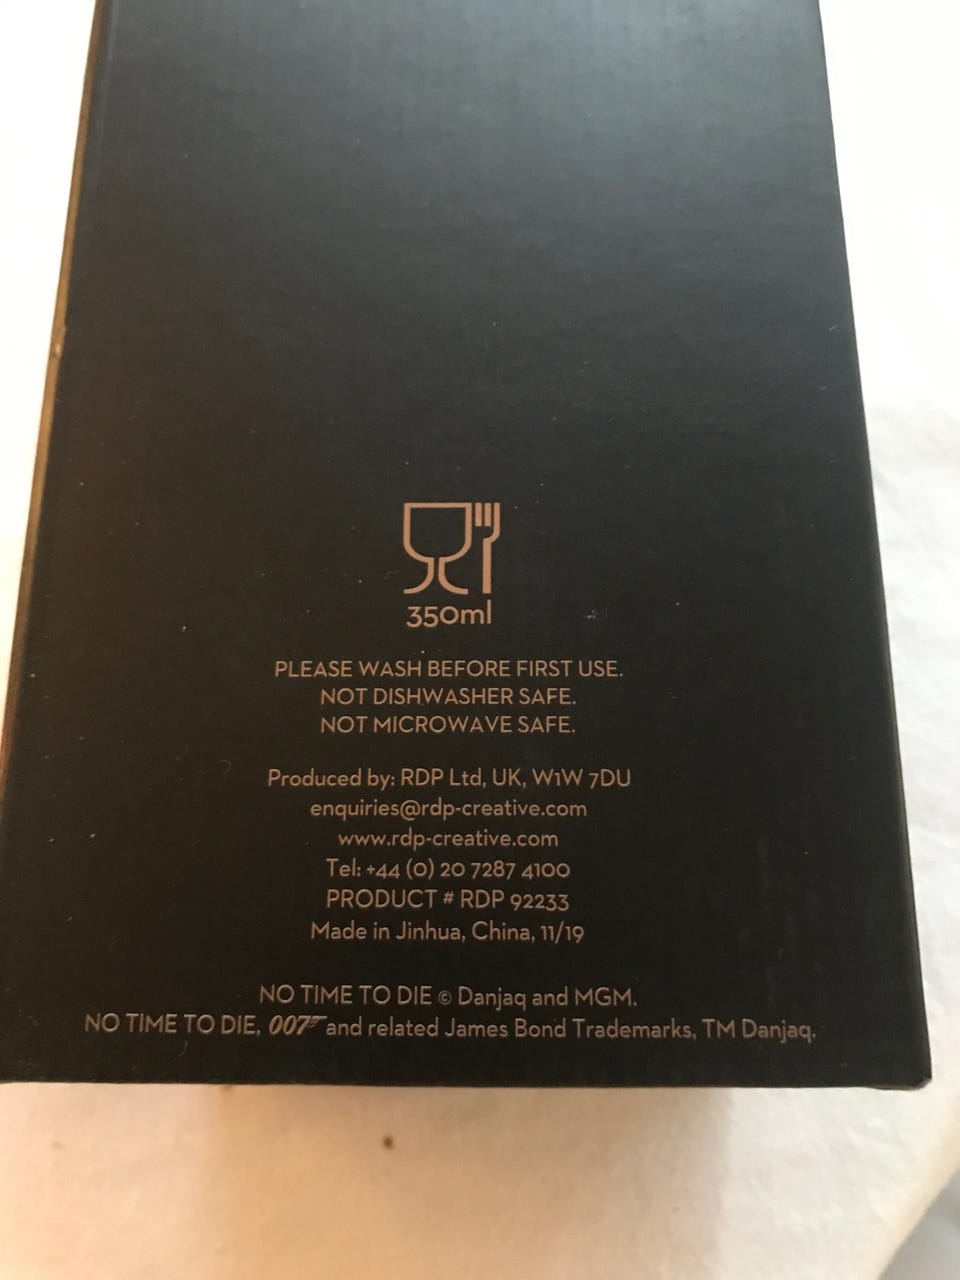 350ml
PLEASE WASH BEFORE FIRST USE.
NOT DISHWASHER SAFE.
NOT MICROWAVE SAFE.
Produced by: RDP Ltd, UK, W1W 7DU
enquiries@rdp-creative.com
www.rdp-creative.com
Tel: +44 (0) 20 7287 4100
PRODUCT # RDP 92233
Made in Jinhua, China, 11/19
NO TIME TO DIE © Danjaq and MGM.
NO TIME TO DIE, 007 and related James Bond Trademarks, TM Danjaq.